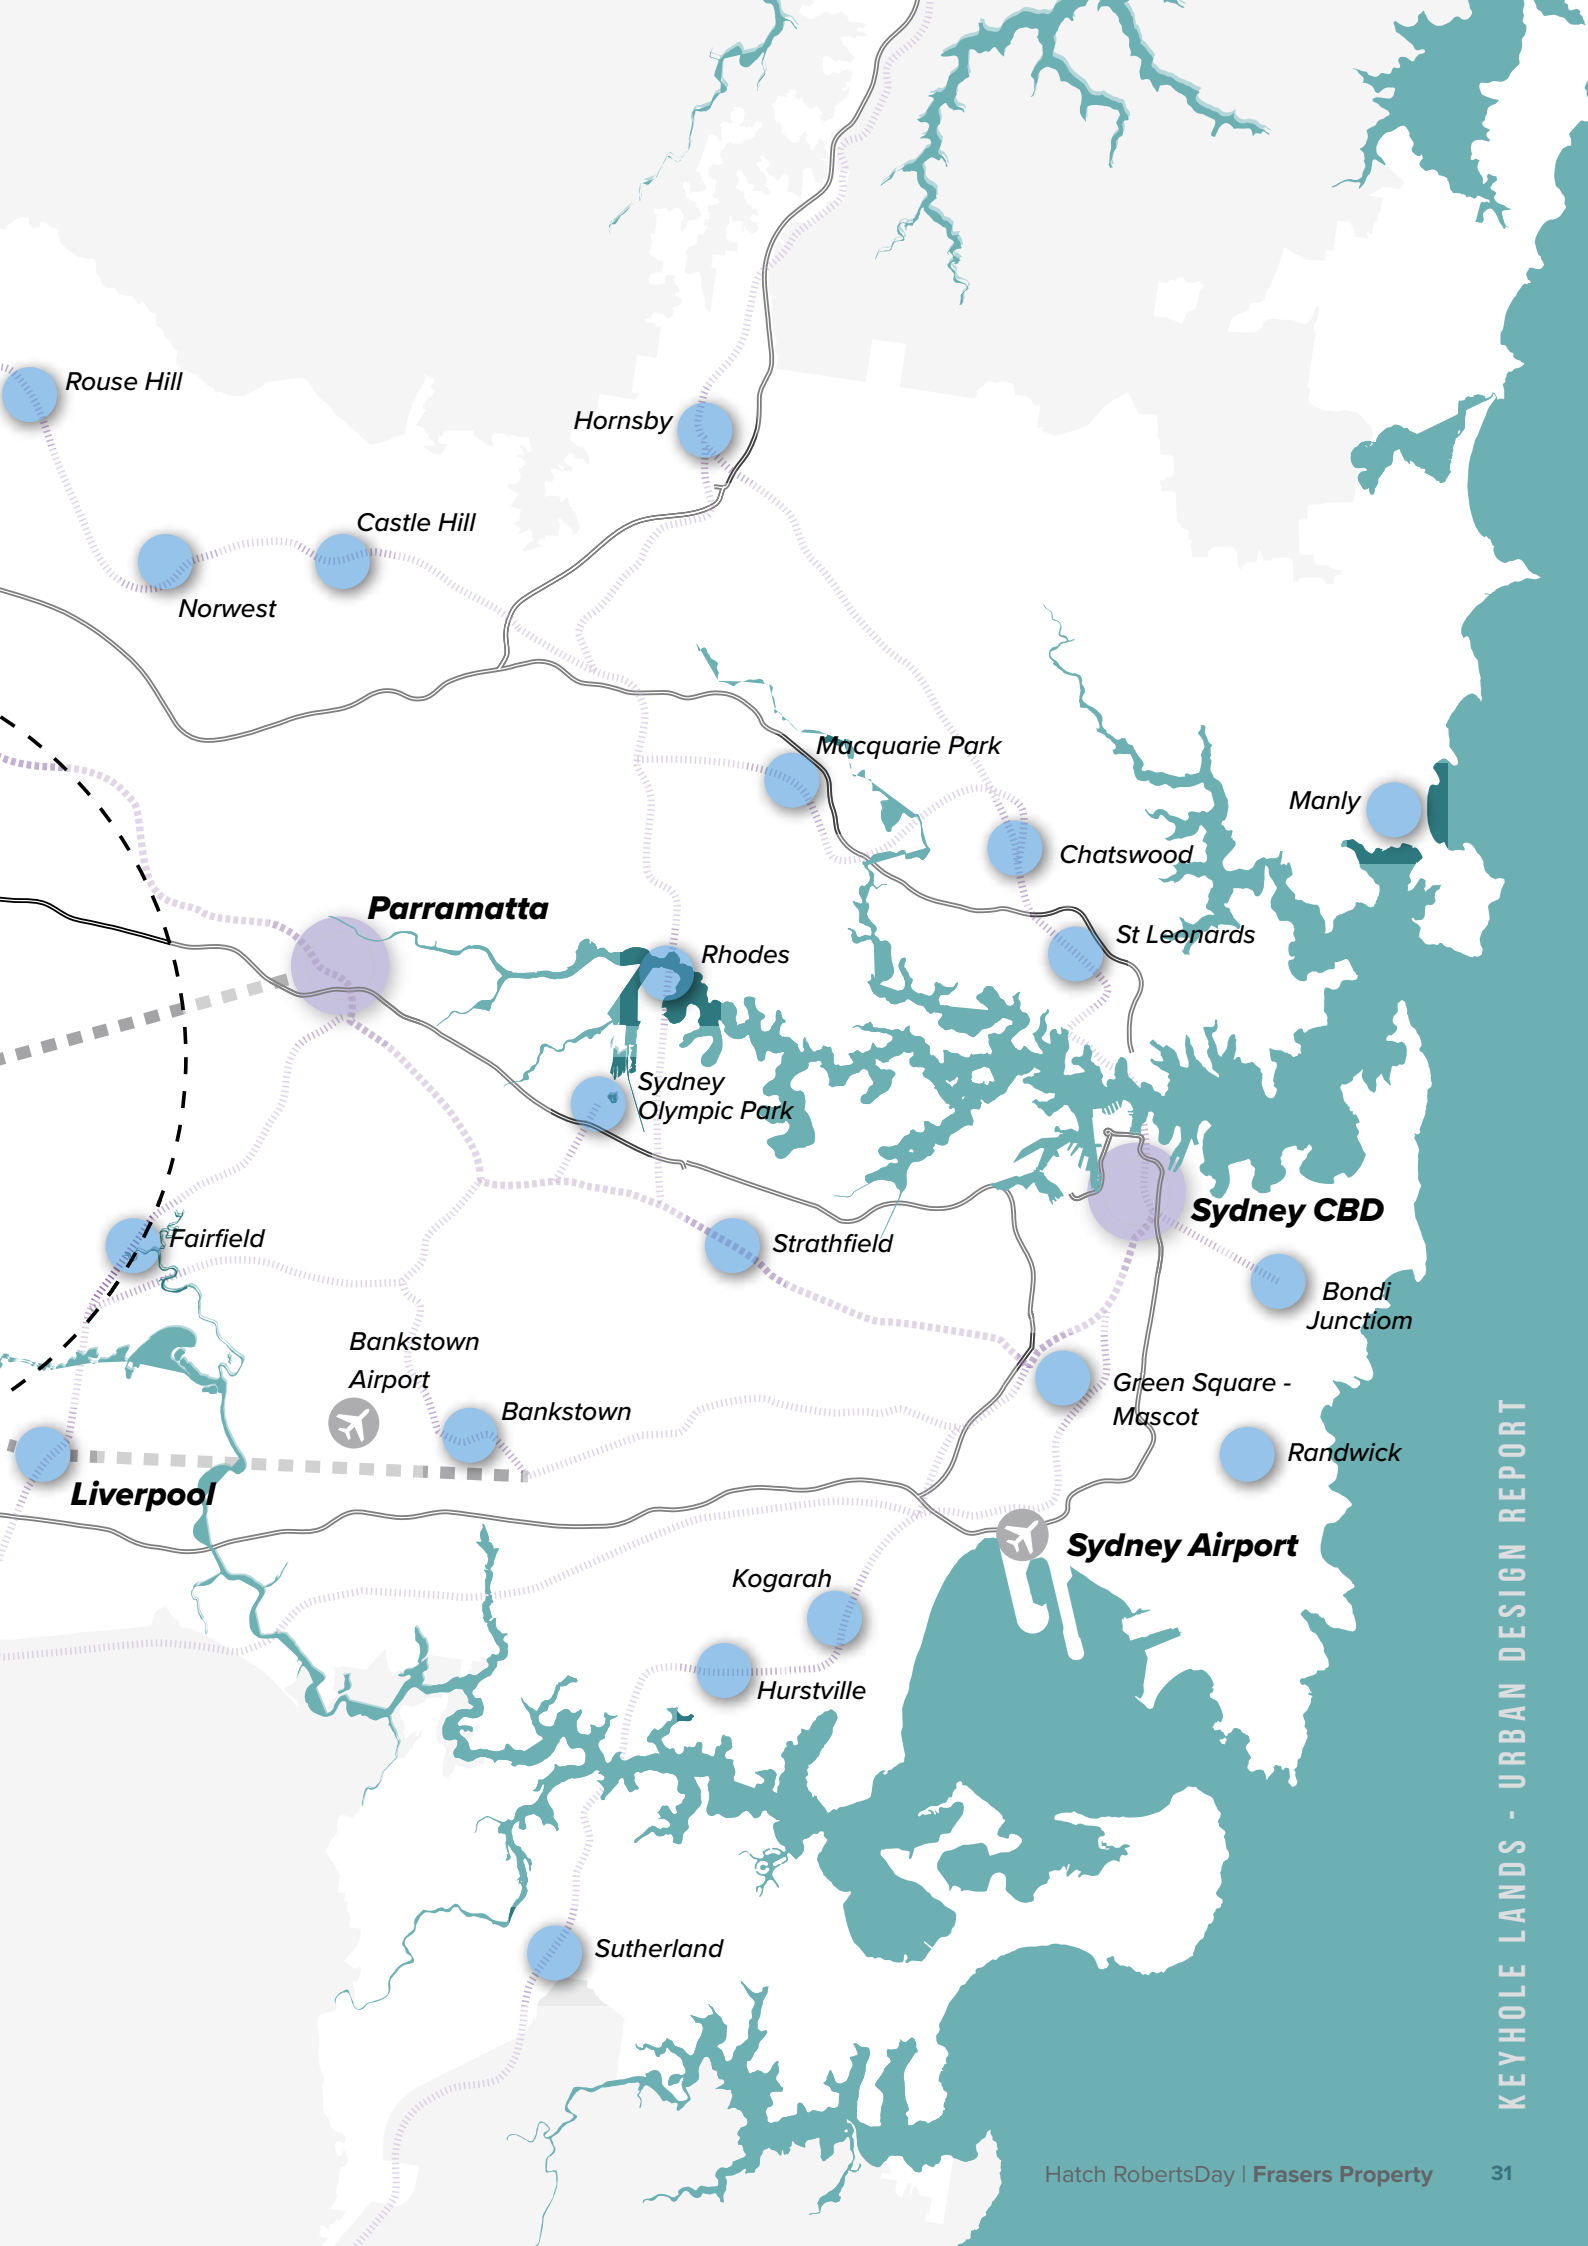 Rouse Hill
Hornsby
Castle Hill
Norwest
Macquarie Park
Manly
Chatswood
Parramatta
St Leonards
Rhodes
Sydney
Olympic Park
Sydney CBD
Fairfield
Strathfield
Bondi
Junctiom
Bankstown
Airport
Green Square -
Mascot
Bankstown
Randwick
Liverpool
Sydney Airport
Kogarah
Hurstville
Sutherland
KEYHOLE LANDS - URBAN DESIGN REPORT
Hatch RobertsDay | Frasers Property 31